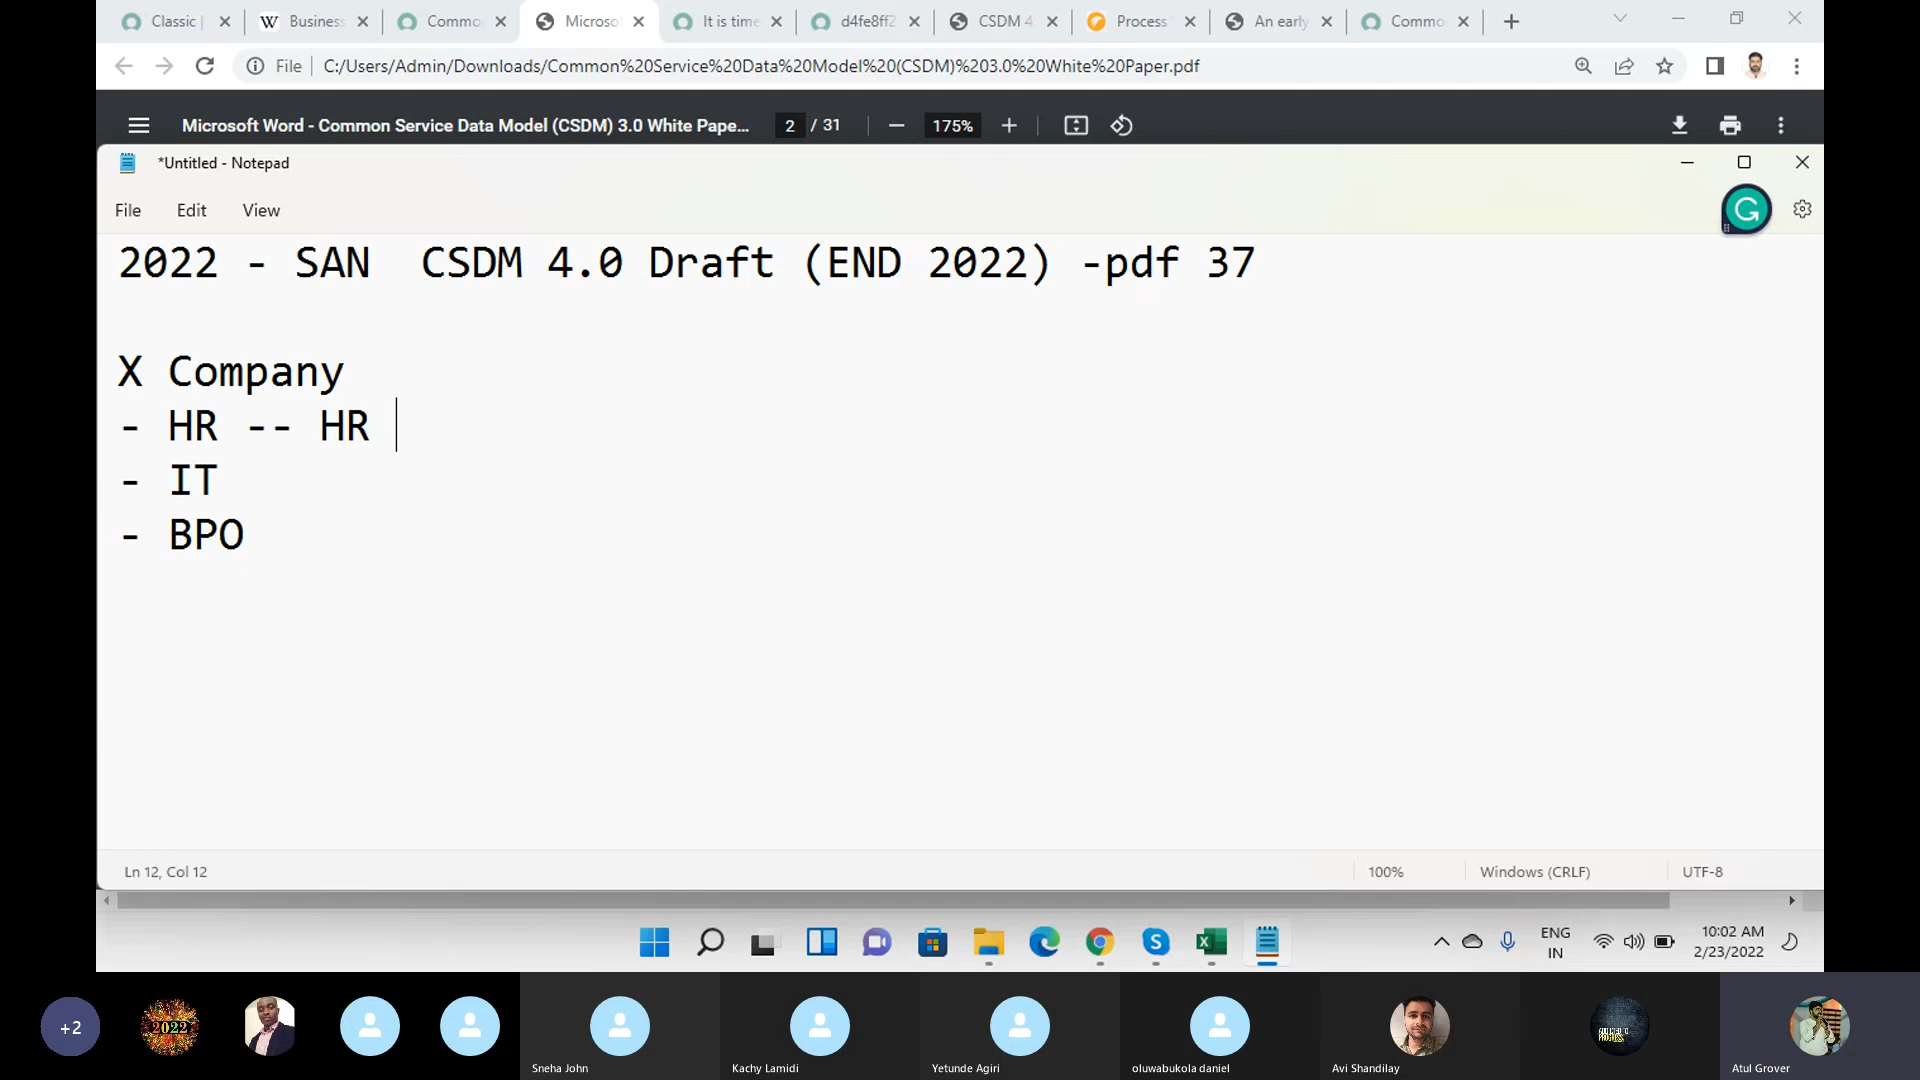 Classic
W Business
Commo
Microso
It is time
d4fe8ff2
CSDM 4
Process
An early
Commo
File C:/Users/Admin/Downloads/Common%20Service%20Data%20Model%20(CSDM)%203.0%20White%20Paper.pdf
Microsoft Word - Common Service Data Model (CSDM) 3.0 White Pape... 2 / 31 175%
*Untitled - Notepad
File Edit View
2022 - SAN  CSDM 4.0 Draft (END 2022) -pdf 37
X Company
- HR -- HR
- IT
- BPO
Ln 12, Col 12 100% Windows (CRLF) UTF-8
ENG
IN
10:02 AM
2/23/2022
+2
2022
Sneha John
Kachy Lamidi
Yetunde Agiri
oluwabukola daniel
Avi Shandilay
Atul Grover